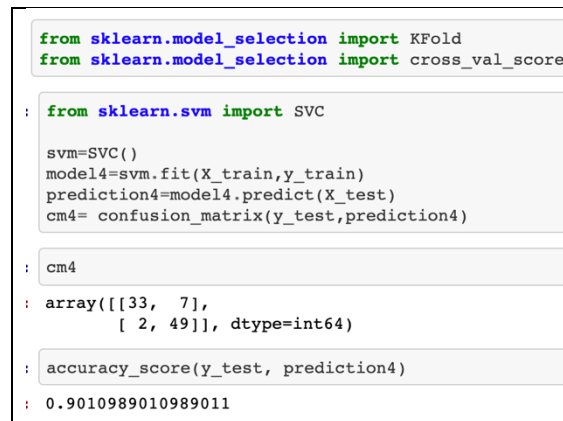 from sklearn.model_selection import KFold
from sklearn.model_selection import cross_val_score
: from sklearn.svm import SVC
svm=SVC()
model4=svm.fit(X_train,y_train)
prediction4=model4.predict(X_test)
cm4= confusion_matrix(y_test,prediction4)
: cm4
: array([[33,  7],
       [ 2, 49]], dtype=int64)
: accuracy_score(y_test, prediction4)
: 0.9010989010989011